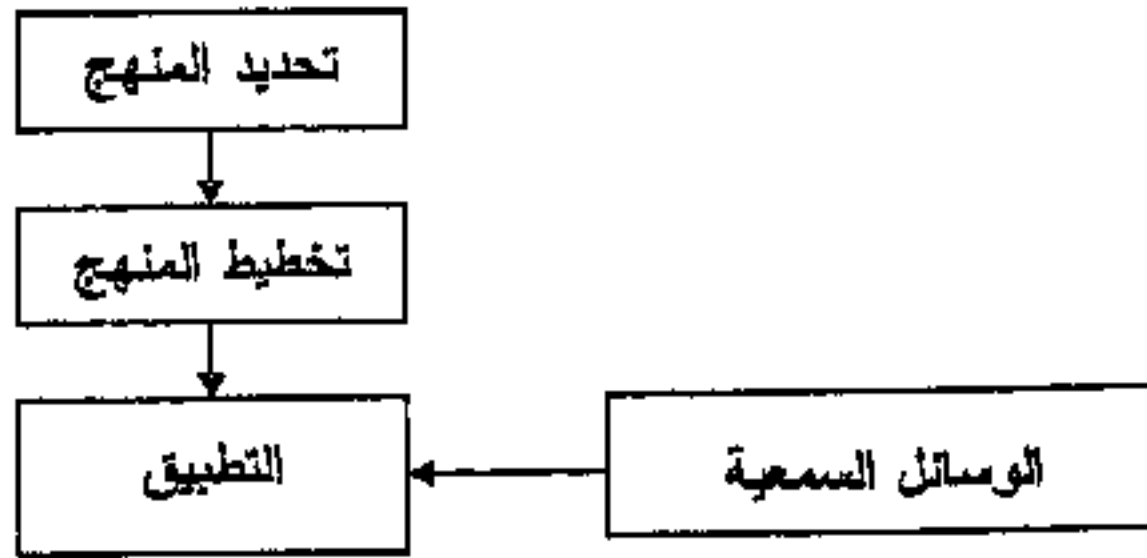 تحديد المنهج
تخطيط المنهج
التطبيق
الوسائل السمعية